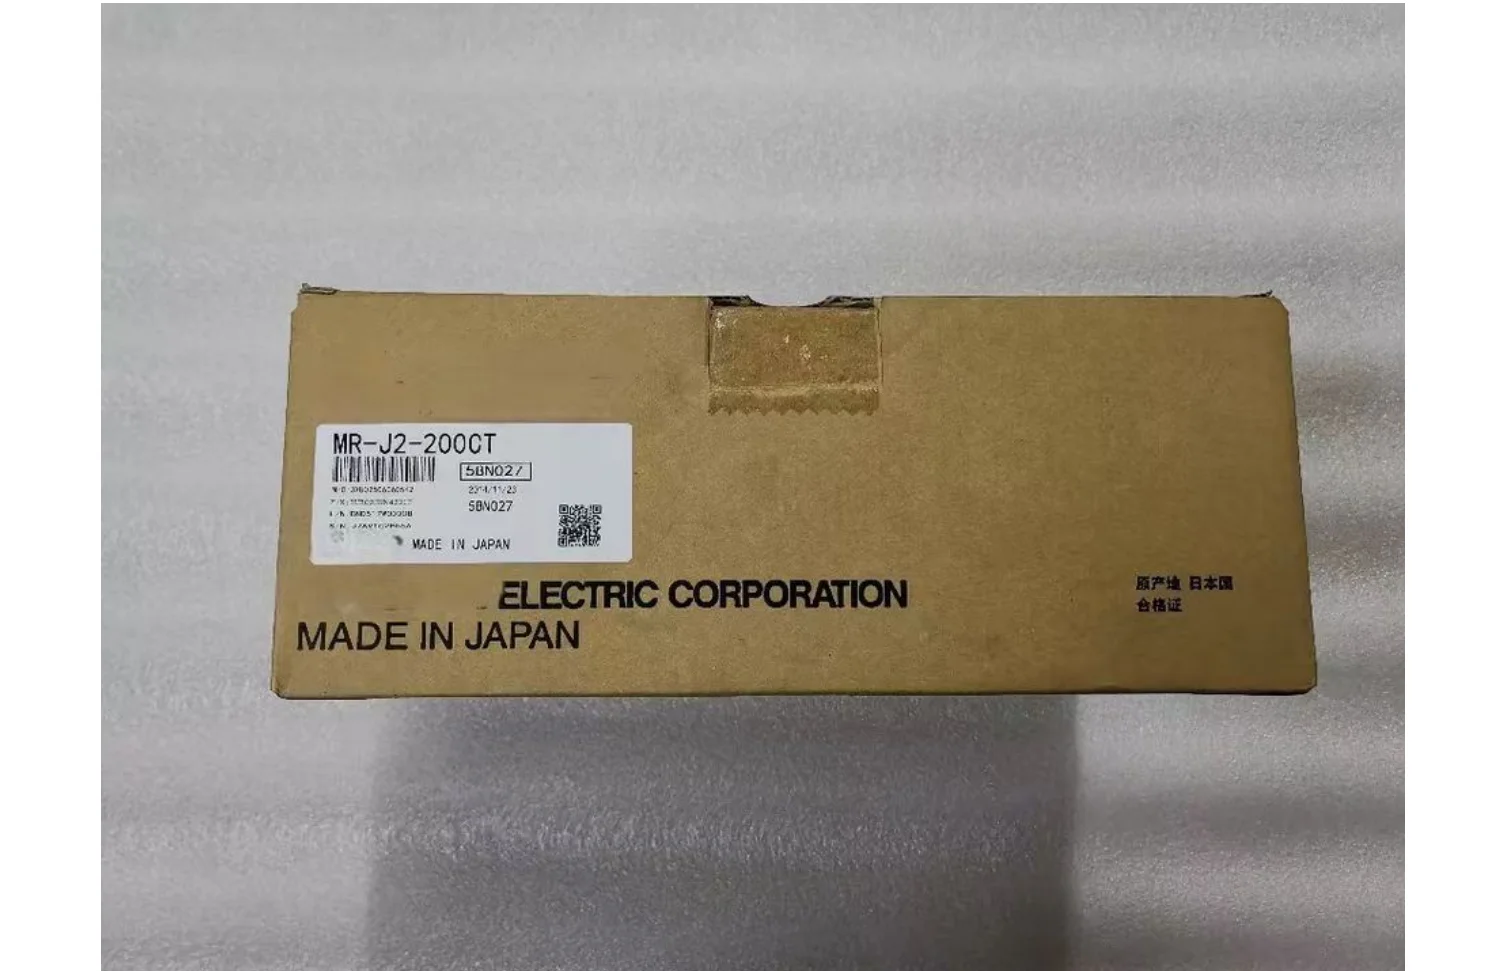 MR-J2-200CT
5BN027
2014/11/23
5BN027
MADE IN JAPAN
ELECTRIC CORPORATION
MADE IN JAPAN
原产地 日本国
合格证